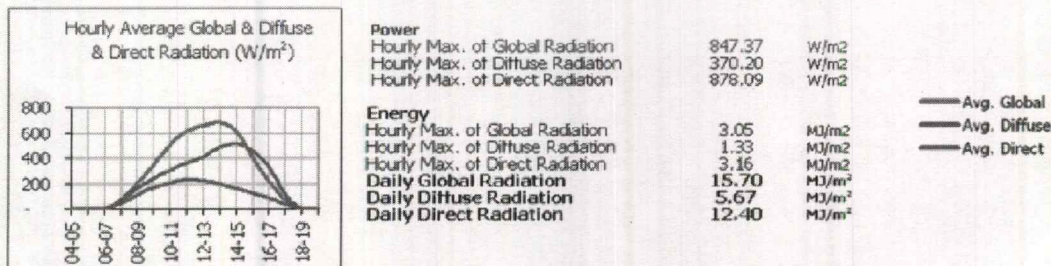 Hourly Average Global & Diffuse
& Direct Radiation (W/m²)
800
600
400
200
-
04-05
06-07
08-09
10-11
12-13
14-15
16-17
18-19
Power
Hourly Max. of Global Radiation 847.37 W/m2
Hourly Max. of Diffuse Radiation 370.20 W/m2
Hourly Max. of Direct Radiation 878.09 W/m2
Energy
Hourly Max. of Global Radiation 3.05 MJ/m2
Hourly Max. of Diffuse Radiation 1.33 MJ/m2
Hourly Max. of Direct Radiation 3.16 MJ/m2
Daily Global Radiation 15.70 MJ/m²
Daily Diffuse Radiation 5.67 MJ/m²
Daily Direct Radiation 12.40 MJ/m²
Avg. Global
Avg. Diffuse
Avg. Direct